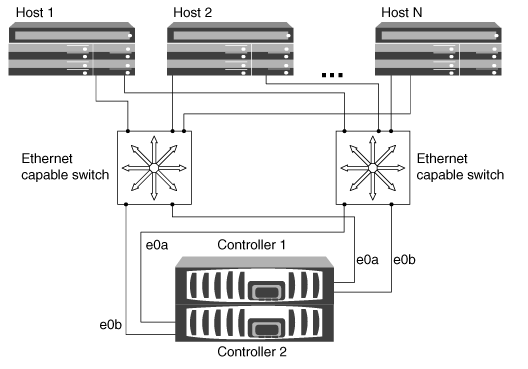 Host 1
Host 2
Host N
...
Ethernet
capable switch
Ethernet
capable switch
Controller 1
e0a
e0a
e0b
e0b
Controller 2